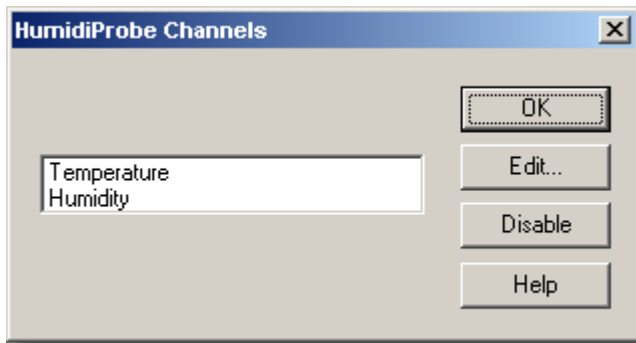 HumidiProbe Channels
Temperature
Humidity
OK
Edit...
Disable
Help